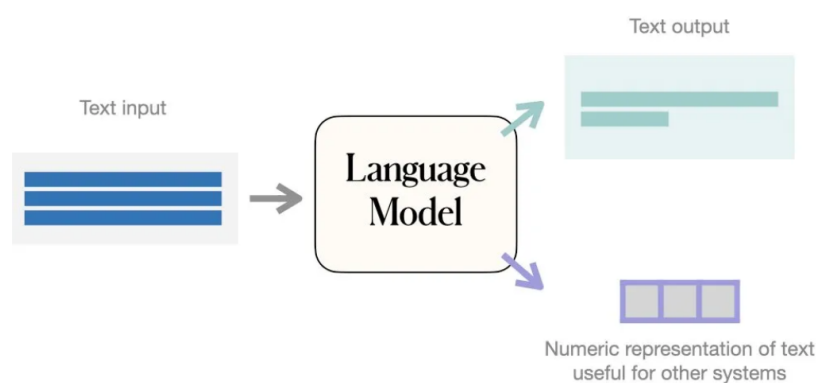 Text output
Text input
Language
Model
Numeric representation of text
useful for other systems